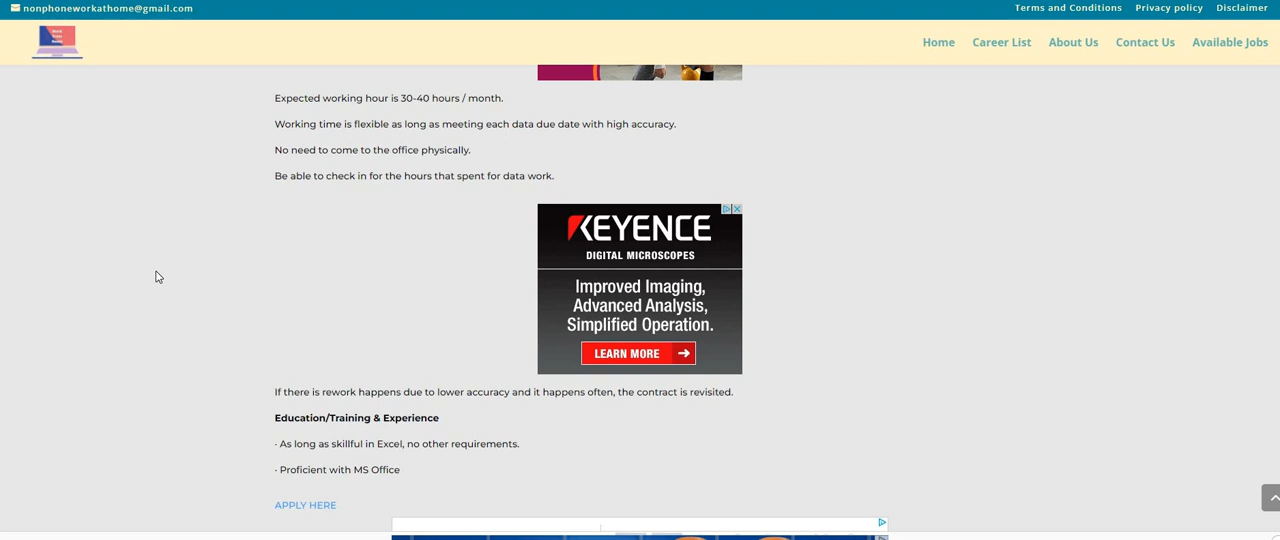 nonphoneworkathome@gmail.com
Terms and Conditions Privacy policy Disclaimer
Work
From
Home
Home Career List About Us Contact Us Available Jobs
Expected working hour is 30-40 hours / month.
Working time is flexible as long as meeting each data due date with high accuracy.
No need to come to the office physically.
Be able to check in for the hours that spent for data work.
KEYENCE
DIGITAL MICROSCOPES
Improved Imaging,
Advanced Analysis,
Simplified Operation.
LEARN MORE
If there is rework happens due to lower accuracy and it happens often, the contract is revisited.
Education/Training & Experience
· As long as skillful in Excel, no other requirements.
· Proficient with MS Office
APPLY HERE